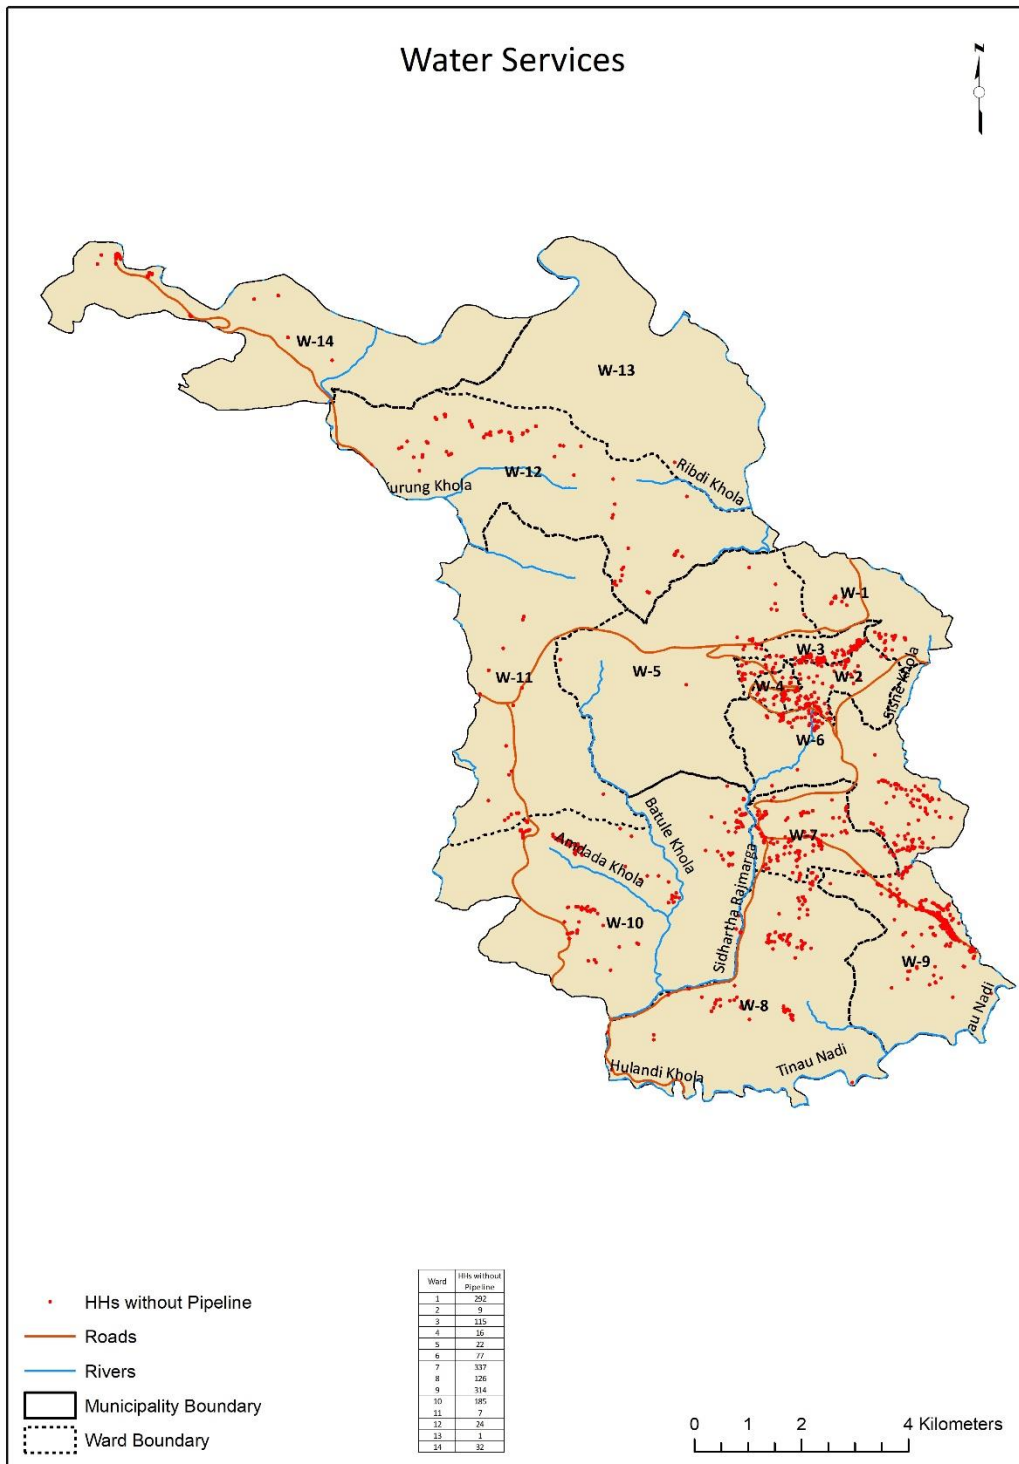 Water Services
N
W-14
W-13
W-12
urung Khola
Ribdi Khola
W-1
W-3
W-2
W-4
W-5
W-11
Sisne Khola
W-6
Batule Khola
W-7
Amdada Khola
Sidhartha Rajmarga
W-10
W-9
W-8
au Nadi
Tinau Nadi
Hulandi Khola
HHs without Pipeline
Roads
Rivers
Municipality Boundary
Ward Boundary
Ward HHs without Pipeline
1 292
2 9
3 115
4 16
5 22
6 77
7 337
8 126
9 314
10 185
11 7
12 24
13 1
14 32
0 1 2 4 Kilometers